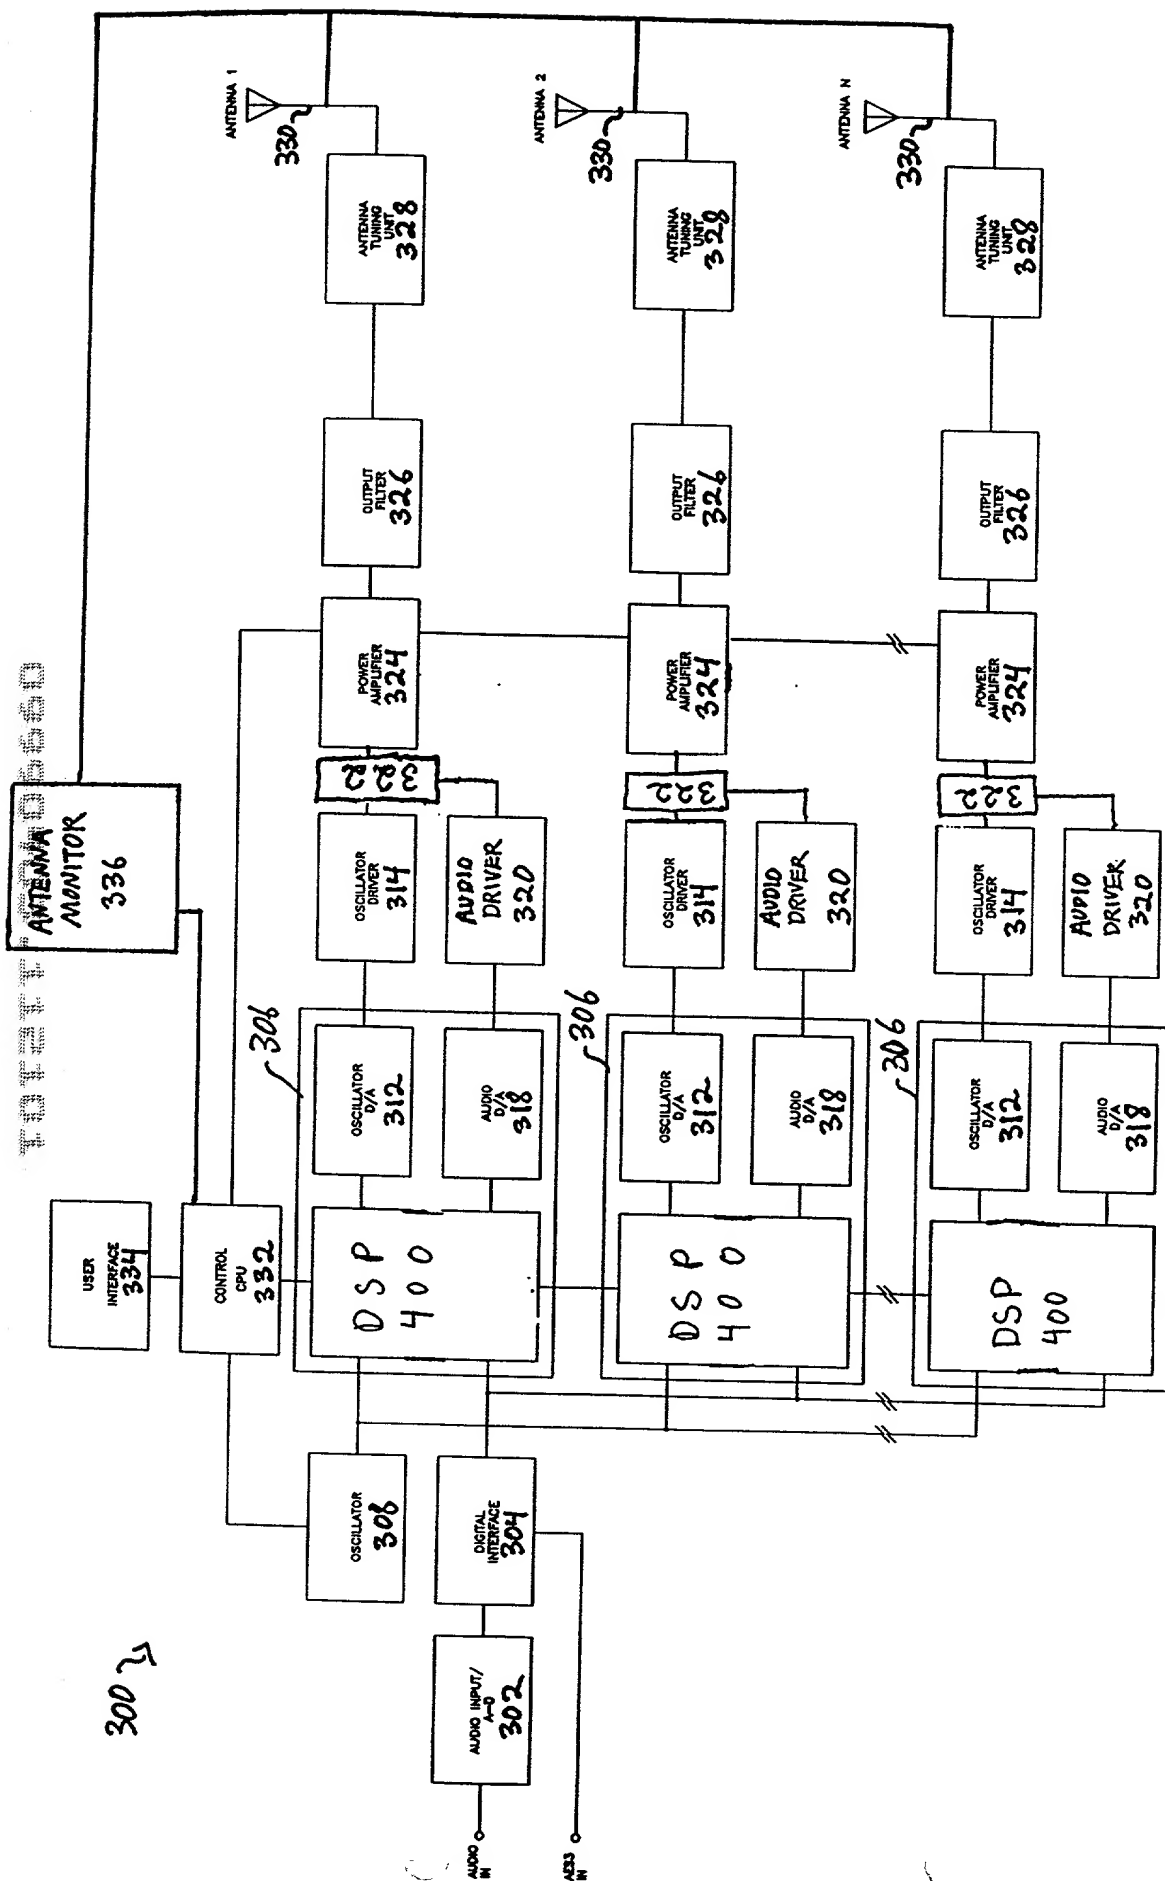 300
AUDIO
IN
AES3
IN
AUDIO INPUT/
A-D
302
DIGITAL
INTERFACE
304
OSCILLATOR
308
USER
INTERFACE
334
CONTROL
CPU
332
ANTENNA
MONITOR
336
306
DSP
400
OSCILLATOR
D/A
312
AUDIO
D/A
318
OSCILLATOR
DRIVER
314
AUDIO
DRIVER
320
322
POWER
AMPLIFIER
324
OUTPUT
FILTER
326
ANTENNA
TUNING
UNIT
328
330
ANTENNA 1
306
DSP
400
OSCILLATOR
D/A
312
AUDIO
D/A
318
OSCILLATOR
DRIVER
314
AUDIO
DRIVER
320
322
POWER
AMPLIFIER
324
OUTPUT
FILTER
326
ANTENNA
TUNING
UNIT
328
330
ANTENNA 2
306
DSP
400
OSCILLATOR
D/A
312
AUDIO
D/A
318
OSCILLATOR
DRIVER
314
AUDIO
DRIVER
320
322
POWER
AMPLIFIER
324
OUTPUT
FILTER
326
ANTENNA
TUNING
UNIT
328
330
ANTENNA N